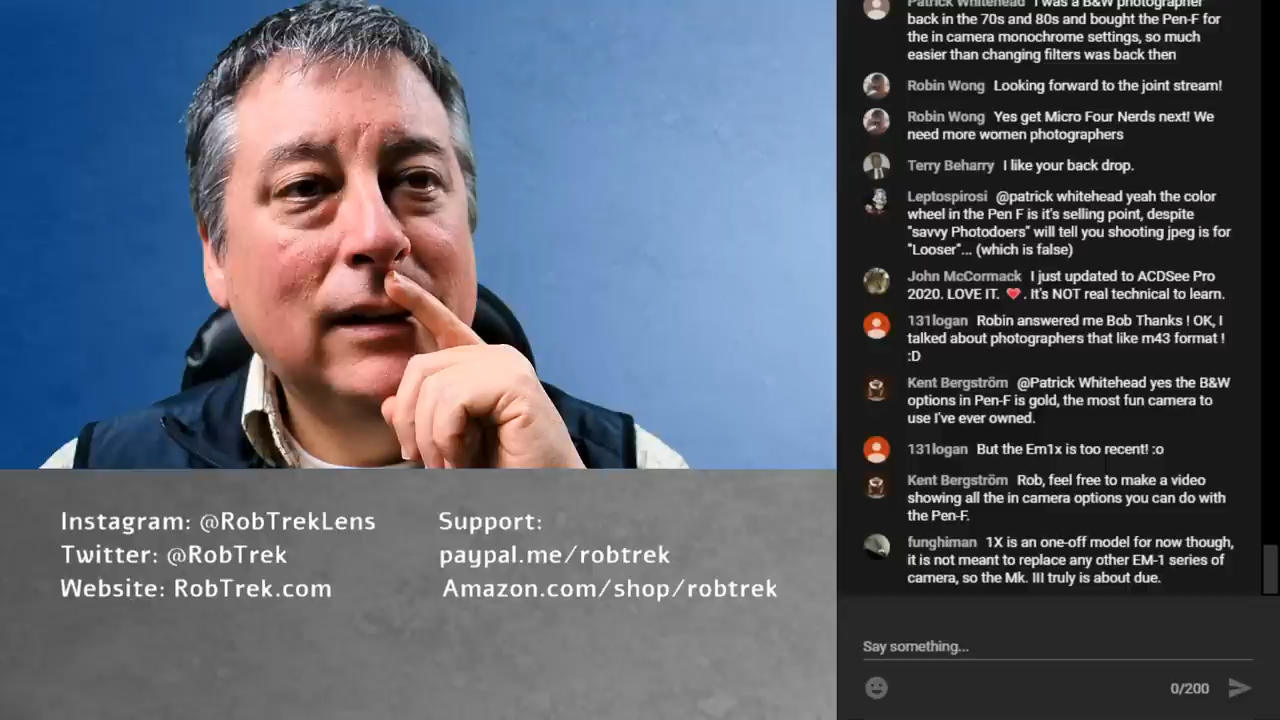 Instagram: @RobTrekLens
Twitter: @RobTrek
Website: RobTrek.com
Support:
paypal.me/robtrek
Amazon.com/shop/robtrek
Patrick Whitehead I was a B&W photographer
back in the 70s and 80s and bought the Pen-F for
the in camera monochrome settings, so much
easier than changing filters was back then
Robin Wong Looking forward to the joint stream!
Robin Wong Yes get Micro Four Nerds next! We
need more women photographers
Terry Beharry I like your back drop.
Leptospirosi @patrick whitehead yeah the color
wheel in the Pen F is it's selling point, despite
"savvy Photodoers" will tell you shooting jpeg is for
"Looser"... (which is false)
John McCormack I just updated to ACDSee Pro
2020. LOVE IT. ❤️. It's NOT real technical to learn.
131logan Robin answered me Bob Thanks ! OK, I
talked about photographers that like m43 format !
:D
Kent Bergström @Patrick Whitehead yes the B&W
options in Pen-F is gold, the most fun camera to
use I've ever owned.
131logan But the Em1x is too recent! :o
Kent Bergström Rob, feel free to make a video
showing all the in camera options you can do with
the Pen-F.
funghiman 1X is an one-off model for now though,
it is not meant to replace any other EM-1 series of
camera, so the Mk. III truly is about due.
Say something...
0/200